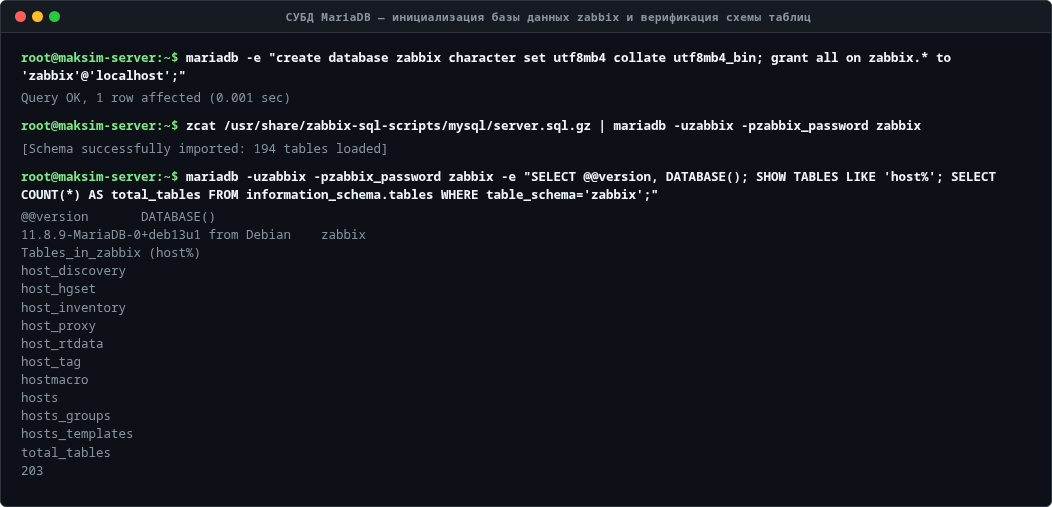 СУБД MariaDB — инициализация базы данных zabbix и верификация схемы таблиц
root@maksim-server:~$ mariadb -e "create database zabbix character set utf8mb4 collate utf8mb4_bin; grant all on zabbix.* to
'zabbix'@'localhost';"
Query OK, 1 row affected (0.001 sec)
root@maksim-server:~$ zcat /usr/share/zabbix-sql-scripts/mysql/server.sql.gz | mariadb -uzabbix -pzabbix_password zabbix
[Schema successfully imported: 194 tables loaded]
root@maksim-server:~$ mariadb -uzabbix -pzabbix_password zabbix -e "SELECT @@version, DATABASE(); SHOW TABLES LIKE 'host%'; SELECT
COUNT(*) AS total_tables FROM information_schema.tables WHERE table_schema='zabbix';"
@@version       DATABASE()
11.8.9-MariaDB-0+deb13u1 from Debian    zabbix
Tables_in_zabbix (host%)
host_discovery
host_hgset
host_inventory
host_proxy
host_rtdata
host_tag
hostmacro
hosts
hosts_groups
hosts_templates
total_tables
203